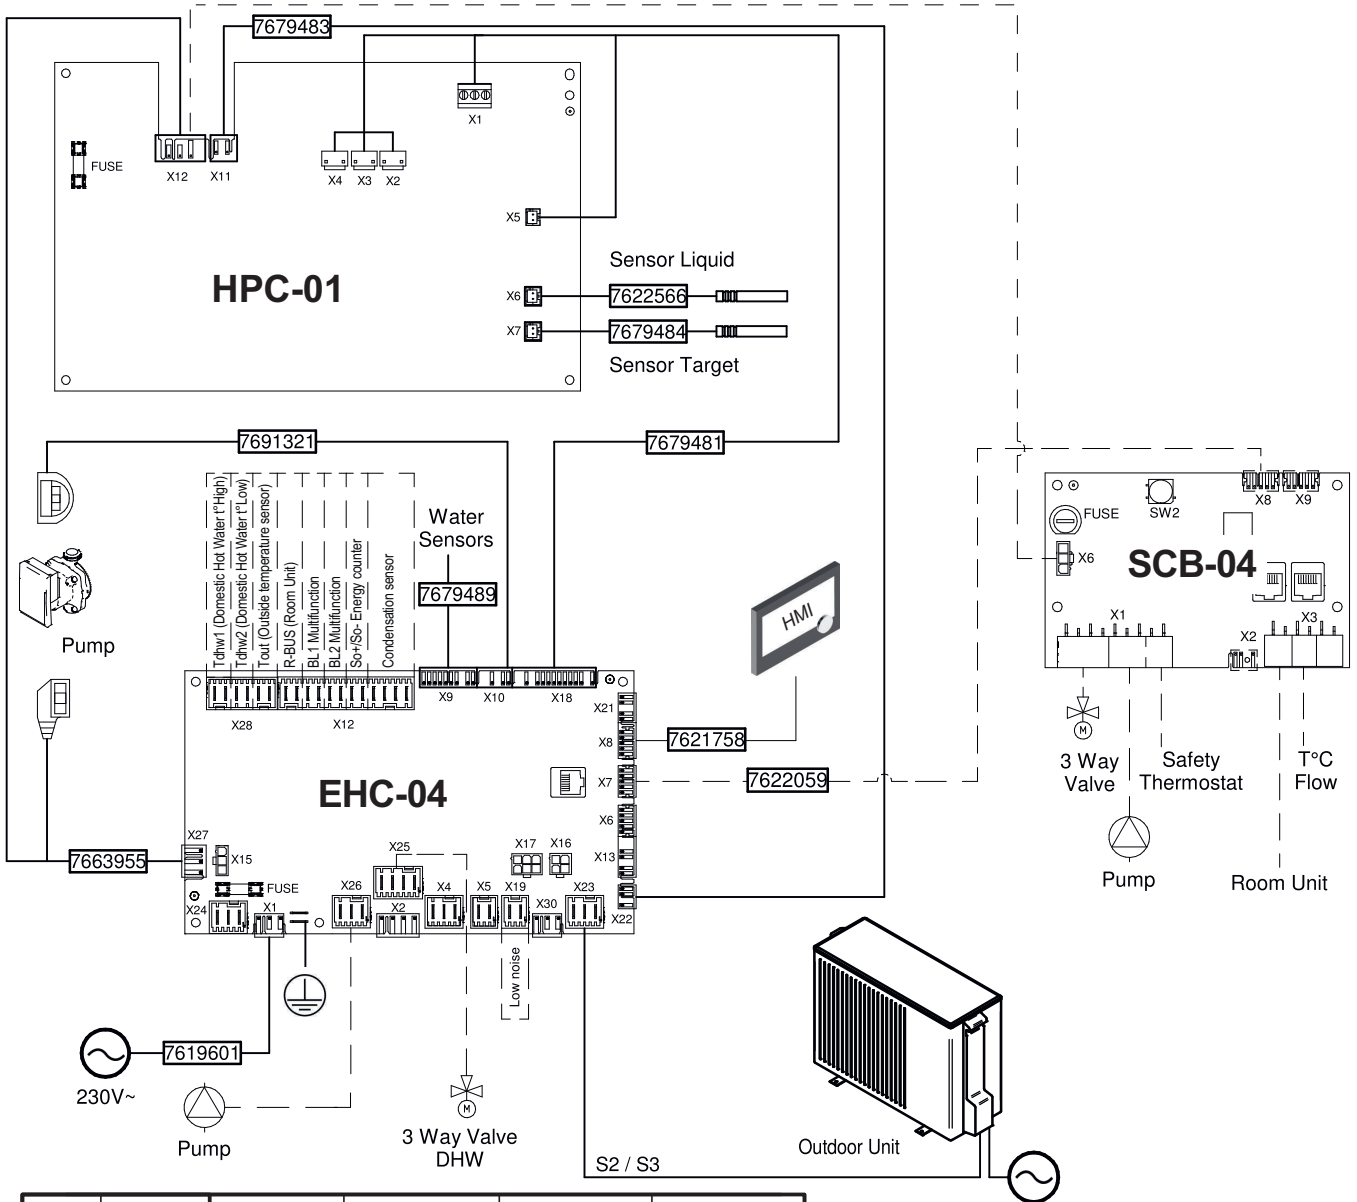 7679483
X1
FUSE
X12
X11
X4
X3
X2
X5
HPC-01
Sensor Liquid
X6
7622566
X7
7679484
Sensor Target
7691321
7679481
Tdhw1 (Domestic Hot Water t°High)
Tdhw2 (Domestic Hot Water t°Low)
Tout (Outside temperature sensor)
R-BUS (Room Unit)
BL1 Multifunction
BL2 Multifunction
So+/So- Energy counter
Condensation sensor
Water
Sensors
7679489
Pump
X28
X12
X9
X10
X18
X21
X8
7621758
HMI
X7
7622059
EHC-04
X6
X27
X15
7663955
X25
X17
X16
X13
FUSE
X24
X1
X26
X2
X4
X5
X19
X30
X23
X22
Low noise
7619601
230V~
Pump
3 Way Valve
DHW
S2 / S3
Outdoor Unit
SW2
X8
X9
FUSE
X6
SCB-04
X1
X2
X3
3 Way
Valve
Safety
Thermostat
T°C
Flow
Pump
Room Unit
M
M